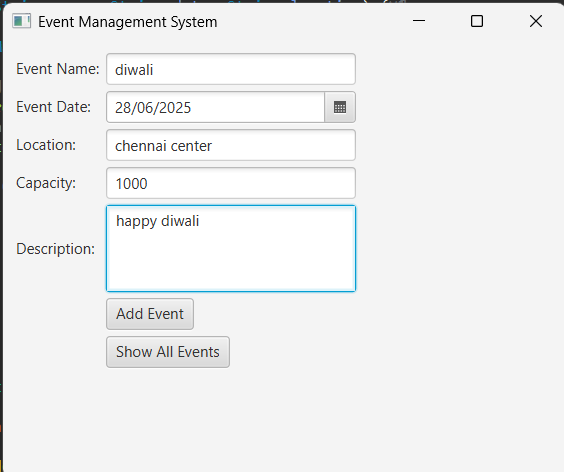 Event Management System
Event Name: diwali
Event Date: 28/06/2025
Location: chennai center
Capacity: 1000
happy diwali
Description:
Add Event
Show All Events